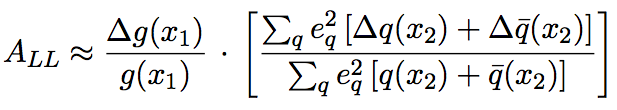 A_{LL} ≈ \frac{Δg(x_1)}{g(x_1)} · \left[ \frac{\sum_q e_q^2 [Δq(x_2) + Δ\bar{q}(x_2)]}{\sum_q e_q^2 [q(x_2) + \bar{q}(x_2)]} \right]